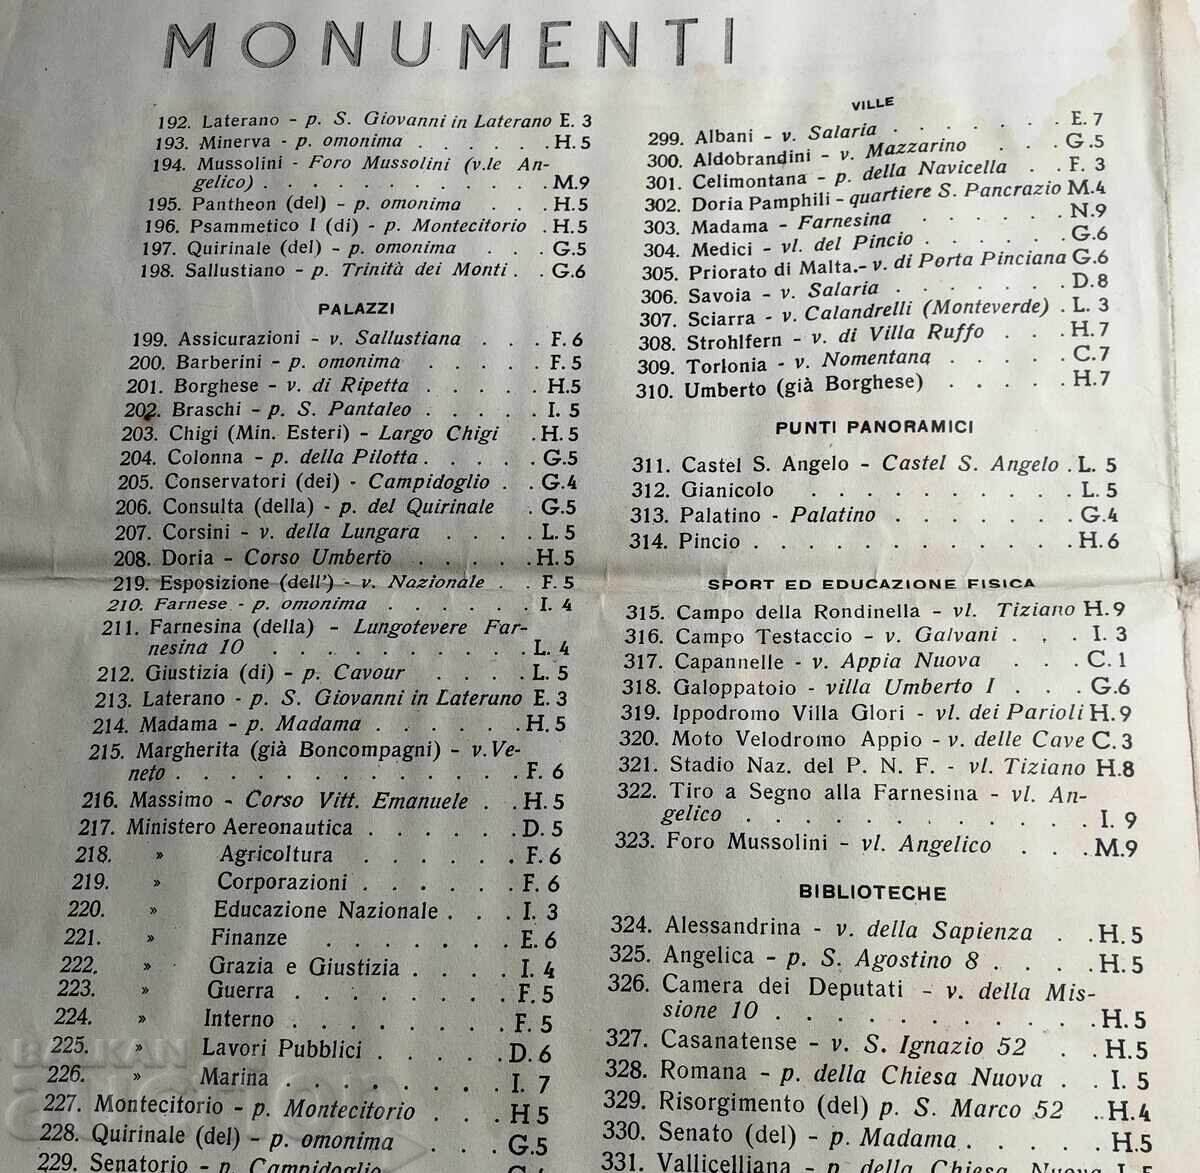 MONUMENTI
192. Laterano - p. S. Giovanni in Laterano E. 3
193. Minerva - p. omonima . . . . . . H. 5
194. Mussolini - Foro Mussolini (v.le An-
gelico) . . . . . . . . . . . . M.9
195. Pantheon (del) - p. omonima . . . H.5
196. Psammetico I (di) - p. Montecitorio . H.5
197. Quirinale (del) - p. omonima . . . G.5
198. Sallustiano - p. Trinità dei Monti . . G.6
PALAZZI
199. Assicurazioni - v. Sallustiana . . . F. 6
200. Barberini - p. omonima . . . . . F. 5
201. Borghese - v. di Ripetta . . . . . H.5
202. Braschi - p. S. Pantaleo . . . . . I. 5
203. Chigi (Min. Esteri) - Largo Chigi . H. 5
204. Colonna - p. della Pilotta . . . . . G.5
205. Conservatori (dei) - Campidoglio . . G.4
206. Consulta (della) - p. del Quirinale . G.5
207. Corsini - v. della Lungara . . . . L. 5
208. Doria - Corso Umberto . . . . . H. 5
219. Esposizione (dell') - v. Nazionale . . F. 5
210. Farnese - p. omonima . . . . . . I. 4
211. Farnesina (della) - Lungotevere Far-
nesina 10 . . . . . . . . . . L. 4
212. Giustizia (di) - p. Cavour . . . . L. 5
213. Laterano - p. S. Giovanni in Laterano E. 3
214. Madama - p. Madama . . . . . . H. 5
215. Margherita (già Boncompagni) - v. Ve-
neto . . . . . . . . . . . . . F. 6
216. Massimo - Corso Vitt. Emanuele . . H. 5
217. Ministero Aereonautica . . . . . . D. 5
218. » Agricoltura . . . . . . F. 6
219. » Corporazioni . . . . . . F. 6
220. » Educazione Nazionale . . . I. 3
221. » Finanze . . . . . . . E. 6
222. » Grazia e Giustizia . . . . I. 4
223. » Guerra . . . . . . . . F. 5
224. » Interno . . . . . . . . F. 5
225. » Lavori Pubblici . . . . . D. 6
226. » Marina . . . . . . . . I. 7
227. Montecitorio - p. Montecitorio . . . H 5
228. Quirinale (del) - p. omonima . . . . G.5
229. Senatorio - p. Campidoglio
VILLE
299. Albani - v. Salaria . . . . . . . E. 7
300. Aldobrandini - v. Mazzarino . . . G.5
301. Celimontana - p. della Navicella . . F. 3
302. Doria Pamphili - quartiere S. Pancrazio M.4
303. Madama - Farnesina . . . . . . N.9
304. Medici - vl. del Pincio . . . . . . G.6
305. Priorato di Malta.- v. di Porta Pinciana G.6
306. Savoia - v. Salaria . . . . . . . D.8
307. Sciarra - v. Calandrelli (Monteverde) . L. 3
308. Strohlfern - v. di Villa Ruffo . . . H. 7
309. Torlonia - v. Nomentana . . . . . C. 7
310. Umberto (già Borghese) . . . . . H.7
PUNTI PANORAMICI
311. Castel S. Angelo - Castel S. Angelo . L. 5
312. Gianicolo . . . . . . . . . . . L. 5
313. Palatino - Palatino . . . . . . . G.4
314. Pincio . . . . . . . . . . . . . H. 6
SPORT ED EDUCAZIONE FISICA
315. Campo della Rondinella - vl. Tiziano H. 9
316. Campo Testaccio - v. Galvani . . . I. 3
317. Capannelle - v. Appia Nuova . . . C. 1
318. Galoppatoio - villa Umberto I . . . G.6
319. Ippodromo Villa Glori - vl. dei Parioli H. 9
320. Moto Velodromo Appio - v. delle Cave C. 3
321. Stadio Naz. del P. N. F. - vl. Tiziano H.8
322. Tiro a Segno alla Farnesina - vl. An-
gelico . . . . . . . . . . . . I. 9
323. Foro Mussolini - vl. Angelico . . . M.9
BIBLIOTECHE
324. Alessandrina - v. della Sapienza . . H. 5
325. Angelica - p. S. Agostino 8 . . . . H. 5
326. Camera dei Deputati - v. della Mis-
sione 10 . . . . . . . . . . . H. 5
327. Casanatense - v. S. Ignazio 52 . . H. 5
328. Romana - p. della Chiesa Nuova . . I. 5
329. Risorgimento (del) p. S. Marco 52 . . H. 4
330. Senato (del) - p. Madama . . . . . H.5
331. Vallicelliana - p. della Chiesa Nuova I. 5